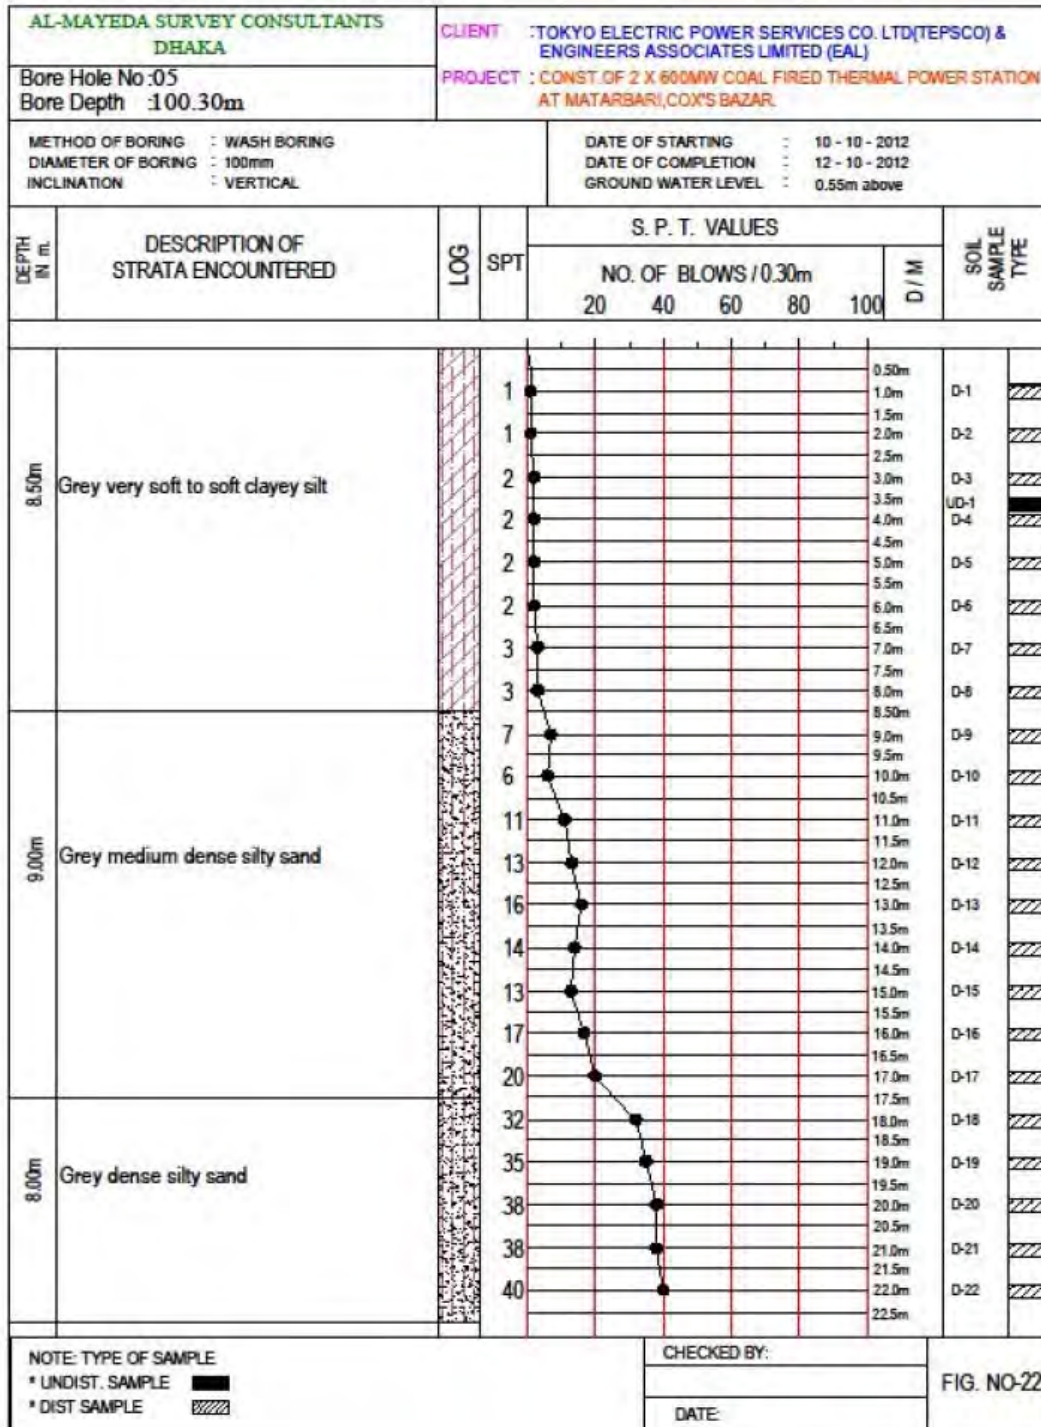 AL-MAYEDA SURVEY CONSULTANTS
DHAKA
Bore Hole No :05
Bore Depth :100.30m
CLIENT :TOKYO ELECTRIC POWER SERVICES CO. LTD(TEPSCO) &
ENGINEERS ASSOCIATES LIMITED (EAL)
PROJECT : CONST.OF 2 X 600MW COAL FIRED THERMAL POWER STATION
AT MATARBARI,COX'S BAZAR.
METHOD OF BORING : WASH BORING
DIAMETER OF BORING : 100mm
INCLINATION : VERTICAL
DATE OF STARTING : 10 - 10 - 2012
DATE OF COMPLETION : 12 - 10 - 2012
GROUND WATER LEVEL : 0.55m above
DEPTH
IN m.
DESCRIPTION OF
STRATA ENCOUNTERED
LOG
SPT
S. P. T. VALUES
NO. OF BLOWS / 0.30m
20 40 60 80 100
D / M
SOIL
SAMPLE
TYPE
0.50m
1 1.0m D-1
1.5m
1 2.0m D-2
2.5m
2 3.0m D-3
8.50m Grey very soft to soft clayey silt
3.5m UD-1
2 4.0m D-4
4.5m
2 5.0m D-5
5.5m
2 6.0m D-6
6.5m
3 7.0m D-7
7.5m
3 8.0m D-8
8.50m
7 9.0m D-9
9.5m
6 10.0m D-10
10.5m
11 11.0m D-11
11.5m
9.00m Grey medium dense silty sand
13 12.0m D-12
12.5m
16 13.0m D-13
13.5m
14 14.0m D-14
14.5m
13 15.0m D-15
15.5m
17 16.0m D-16
16.5m
20 17.0m D-17
17.5m
32 18.0m D-18
18.5m
35 19.0m D-19
8.00m Grey dense silty sand
19.5m
38 20.0m D-20
20.5m
38 21.0m D-21
21.5m
40 22.0m D-22
22.5m
NOTE: TYPE OF SAMPLE
* UNDIST. SAMPLE
* DIST SAMPLE
CHECKED BY:
DATE:
FIG. NO-22